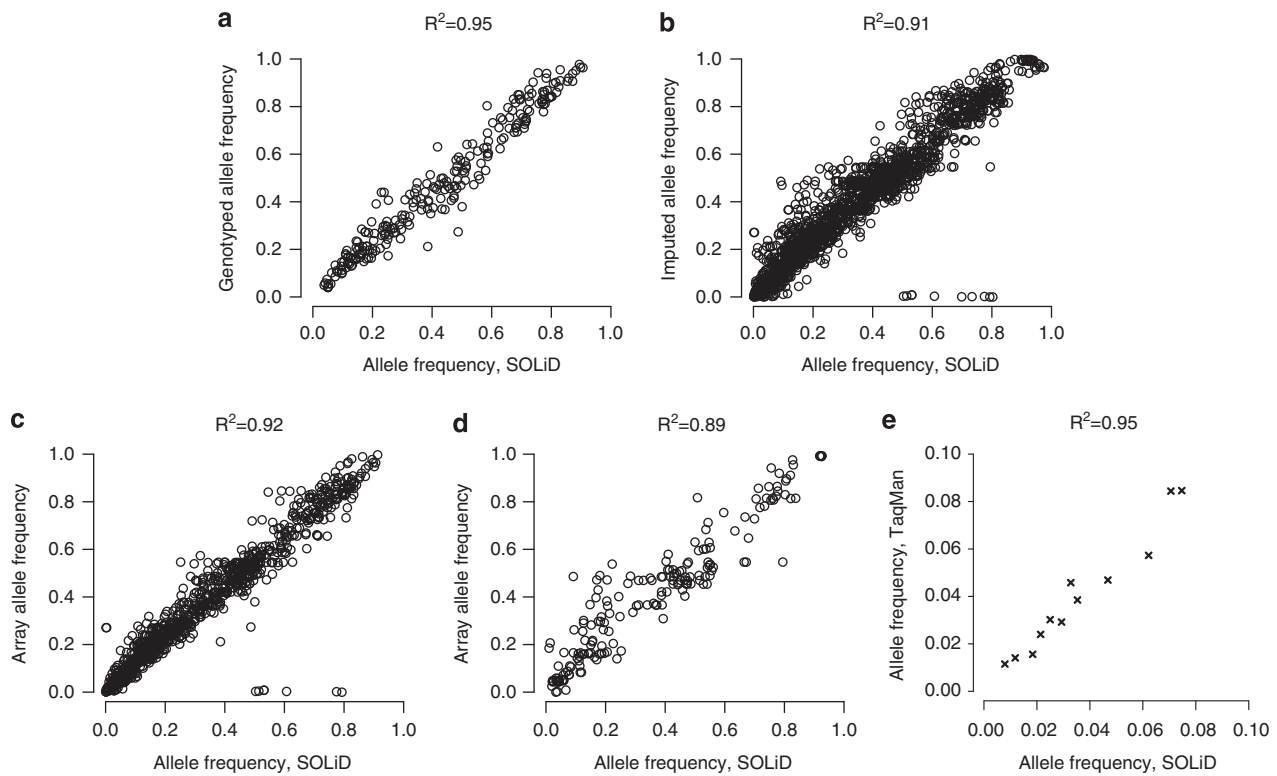 a
R²=0.95
Genotyped allele frequency
1.0
0.8
0.6
0.4
0.2
0.0
0.0 0.2 0.4 0.6 0.8 1.0
Allele frequency, SOLiD
b
R²=0.91
Imputed allele frequency
1.0
0.8
0.6
0.4
0.2
0.0
0.0 0.2 0.4 0.6 0.8 1.0
Allele frequency, SOLiD
c
R²=0.92
Array allele frequency
1.0
0.8
0.6
0.4
0.2
0.0
0.0 0.2 0.4 0.6 0.8 1.0
Allele frequency, SOLiD
d
R²=0.89
Array allele frequency
1.0
0.8
0.6
0.4
0.2
0.0
0.0 0.2 0.4 0.6 0.8 1.0
Allele frequency, SOLiD
e
R²=0.95
Allele frequency, TaqMan
0.10
0.08
0.06
0.04
0.02
0.00
0.00 0.02 0.04 0.06 0.08 0.10
Allele frequency, SOLiD